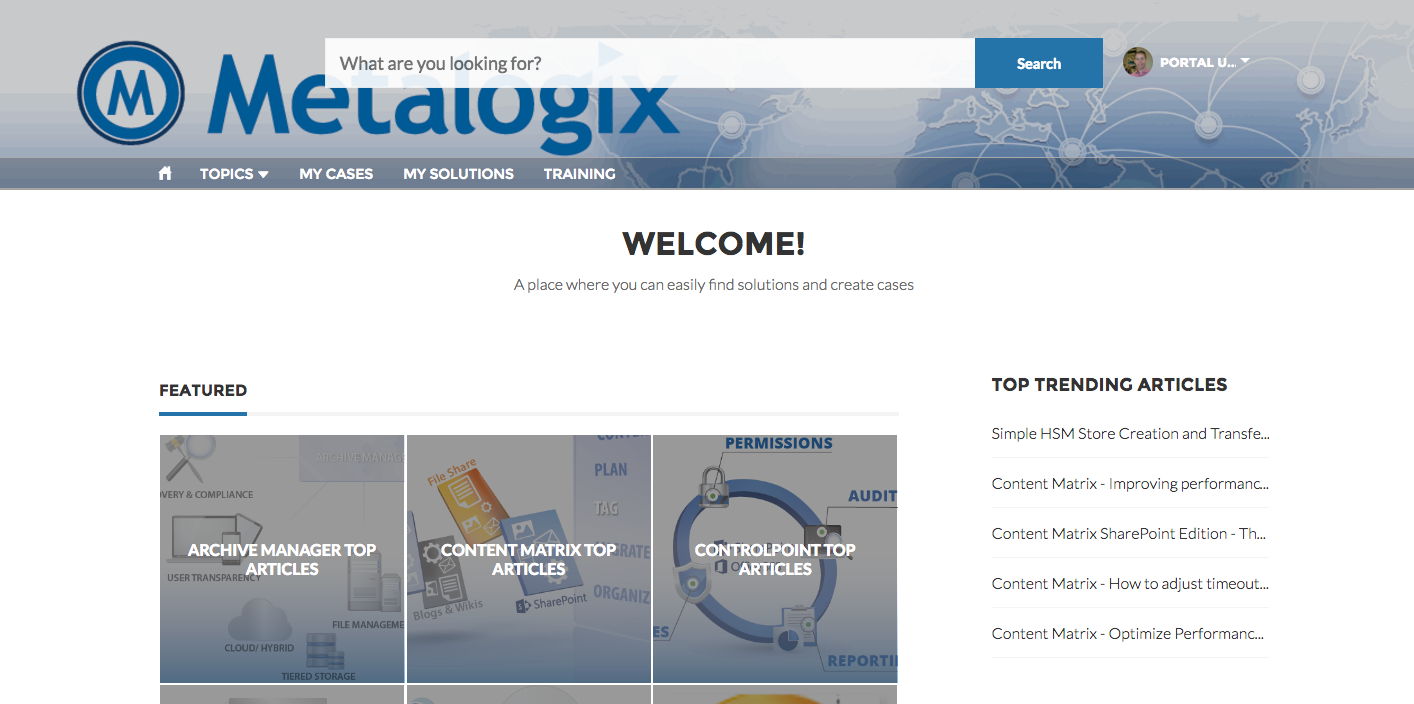 Metalogix
M
What are you looking for?
Search
PORTAL U...
TOPICS
MY CASES
MY SOLUTIONS
TRAINING
WELCOME!
A place where you can easily find solutions and create cases
FEATURED
ARCHIVE MANAG
VERY & COMPLIANCE
USER TRANSPARENCY
FILE MANAGEME
CLOUD/ HYBRID
TIERED STORAGE
ARCHIVE MANAGER TOP
ARTICLES
File Share
PLAN
TAG
GRATE
ORGANIZ
Blogs & Wikis
SharePoint
CONTENT MATRIX TOP
ARTICLES
PERMISSIONS
AUDIT
ES
REPORTI
CONTROLPOINT TOP
ARTICLES
TOP TRENDING ARTICLES
Simple HSM Store Creation and Transfe...
Content Matrix - Improving performanc...
Content Matrix SharePoint Edition - Th...
Content Matrix - How to adjust timeout...
Content Matrix - Optimize Performanc...